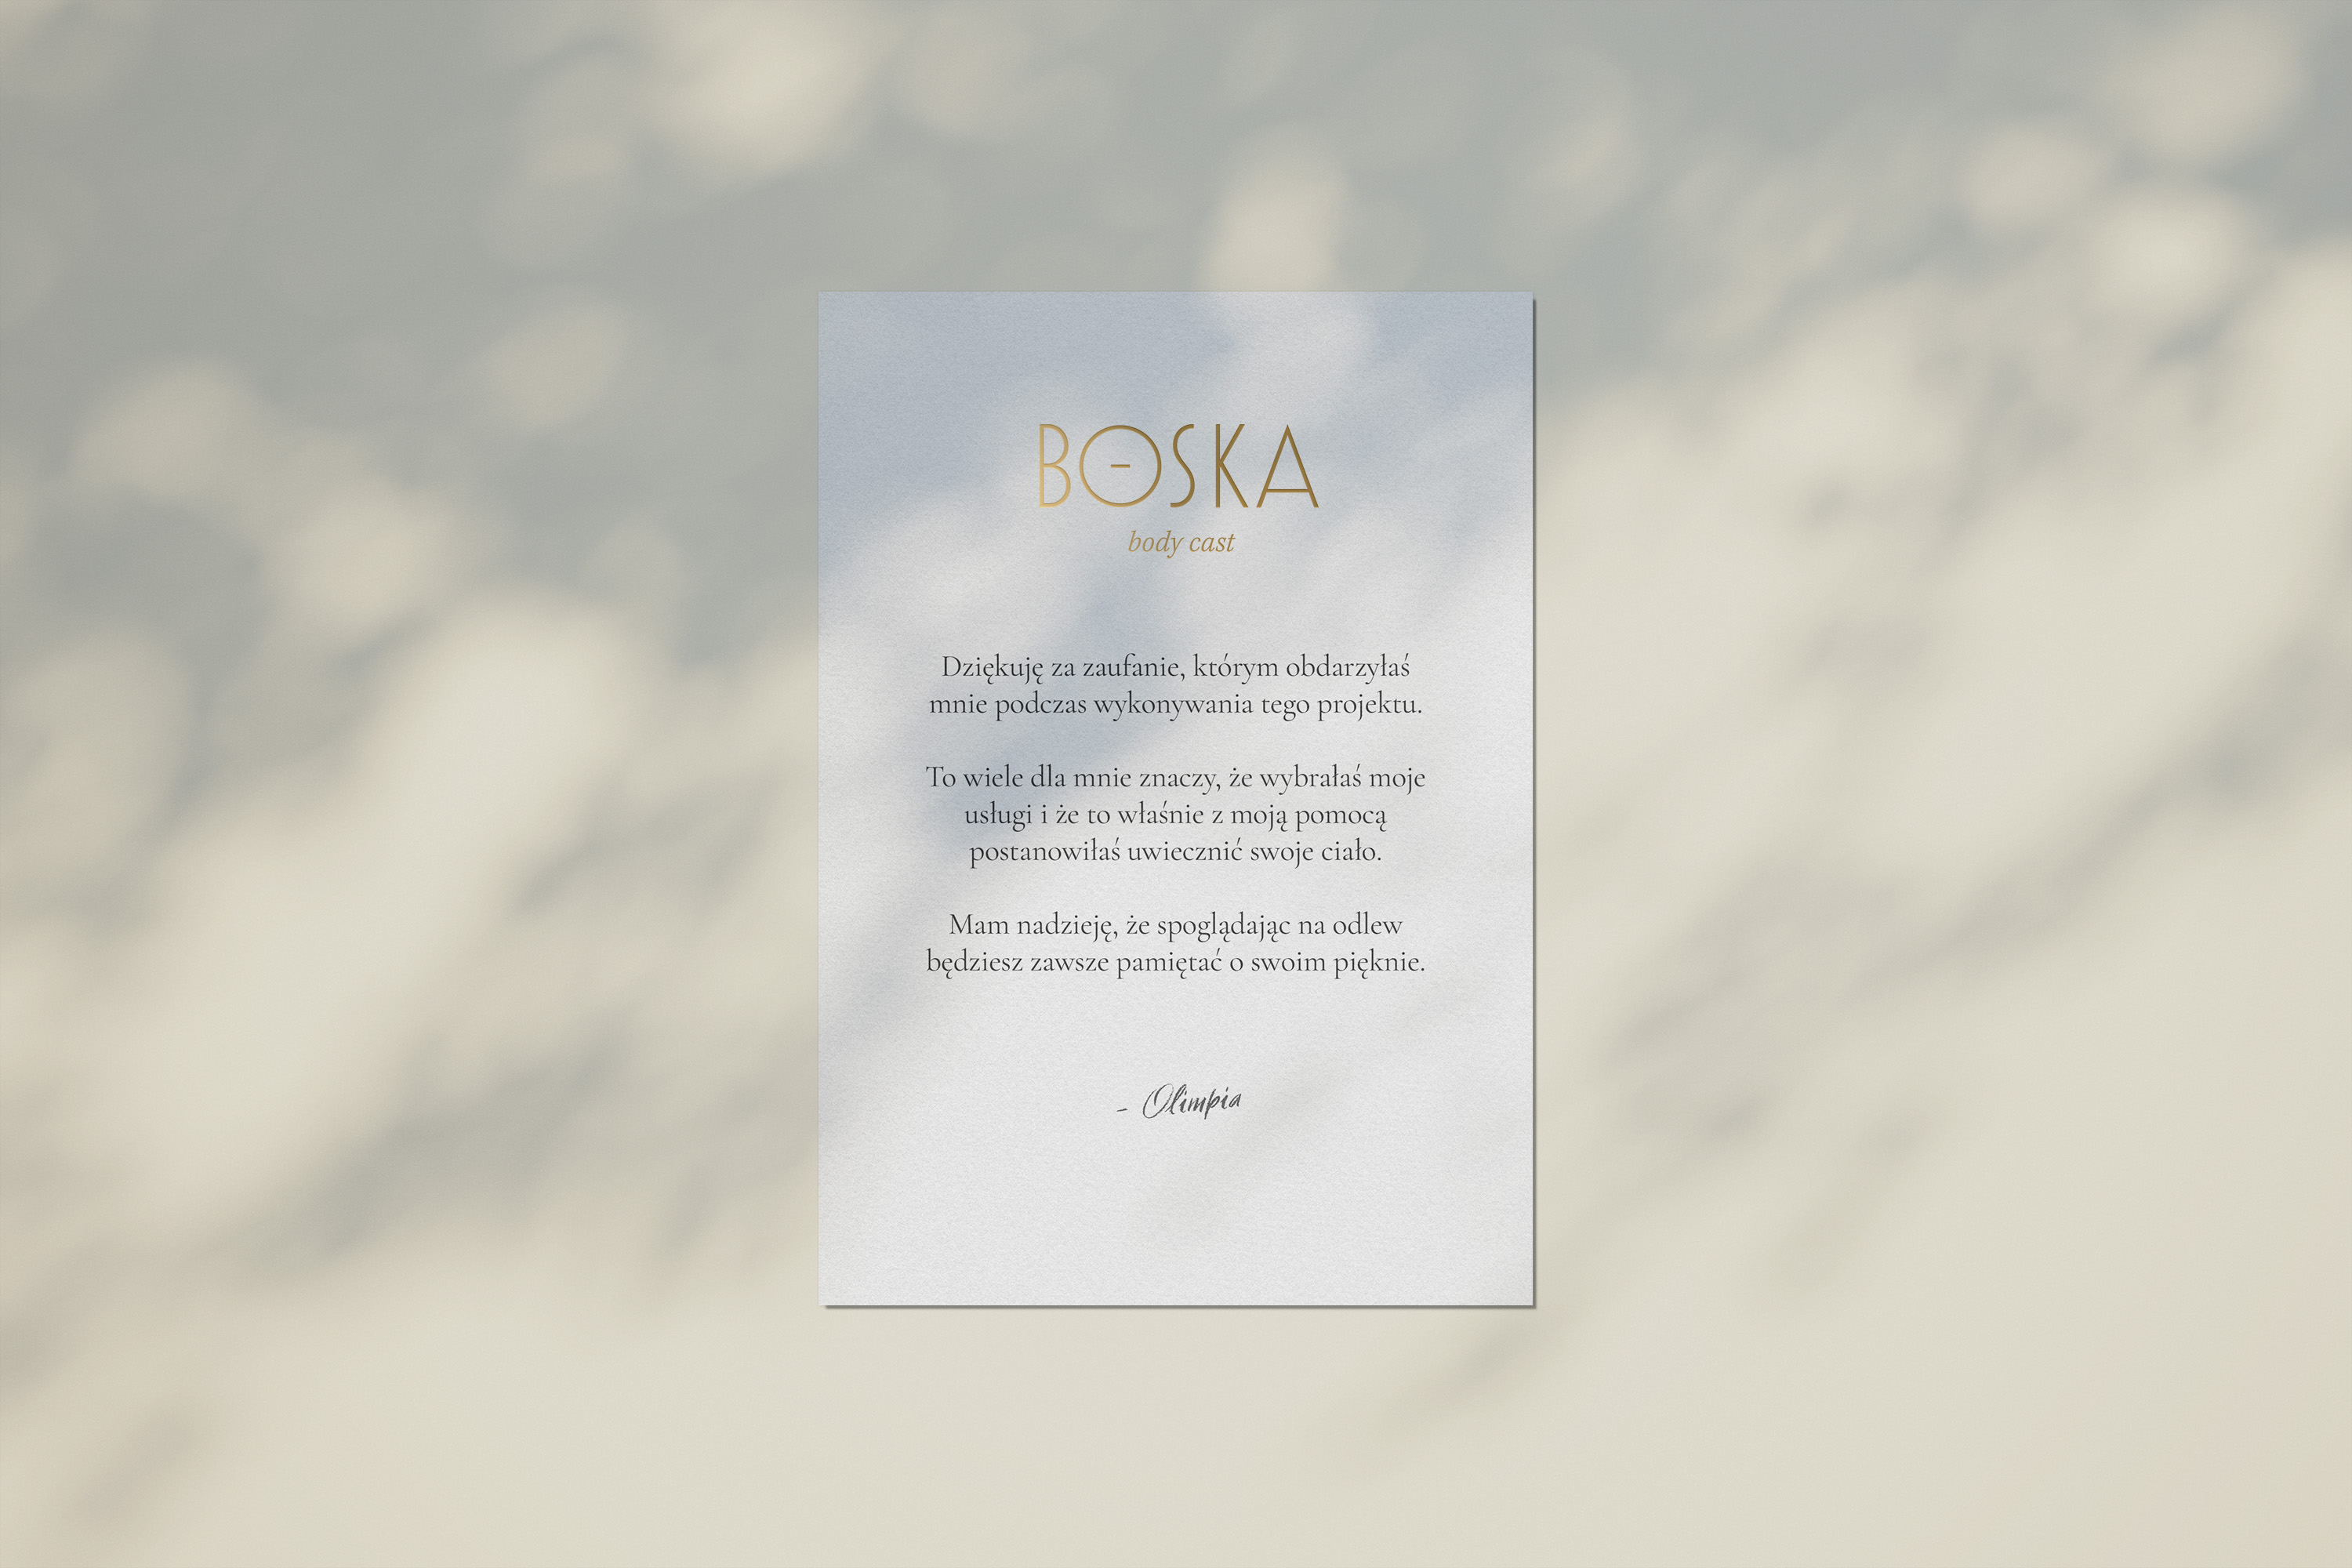 BOSKA
body cast
Dziękuję za zaufanie, którym obdarzyłaś
mnie podczas wykonywania tego projektu.
To wiele dla mnie znaczy, że wybrałaś moje
usługi i że to właśnie z moją pomocą
postanowiłaś uwiecznić swoje ciało.
Mam nadzieję, że spoglądając na odlew
będziesz zawsze pamiętać o swoim pięknie.
- Olimpia